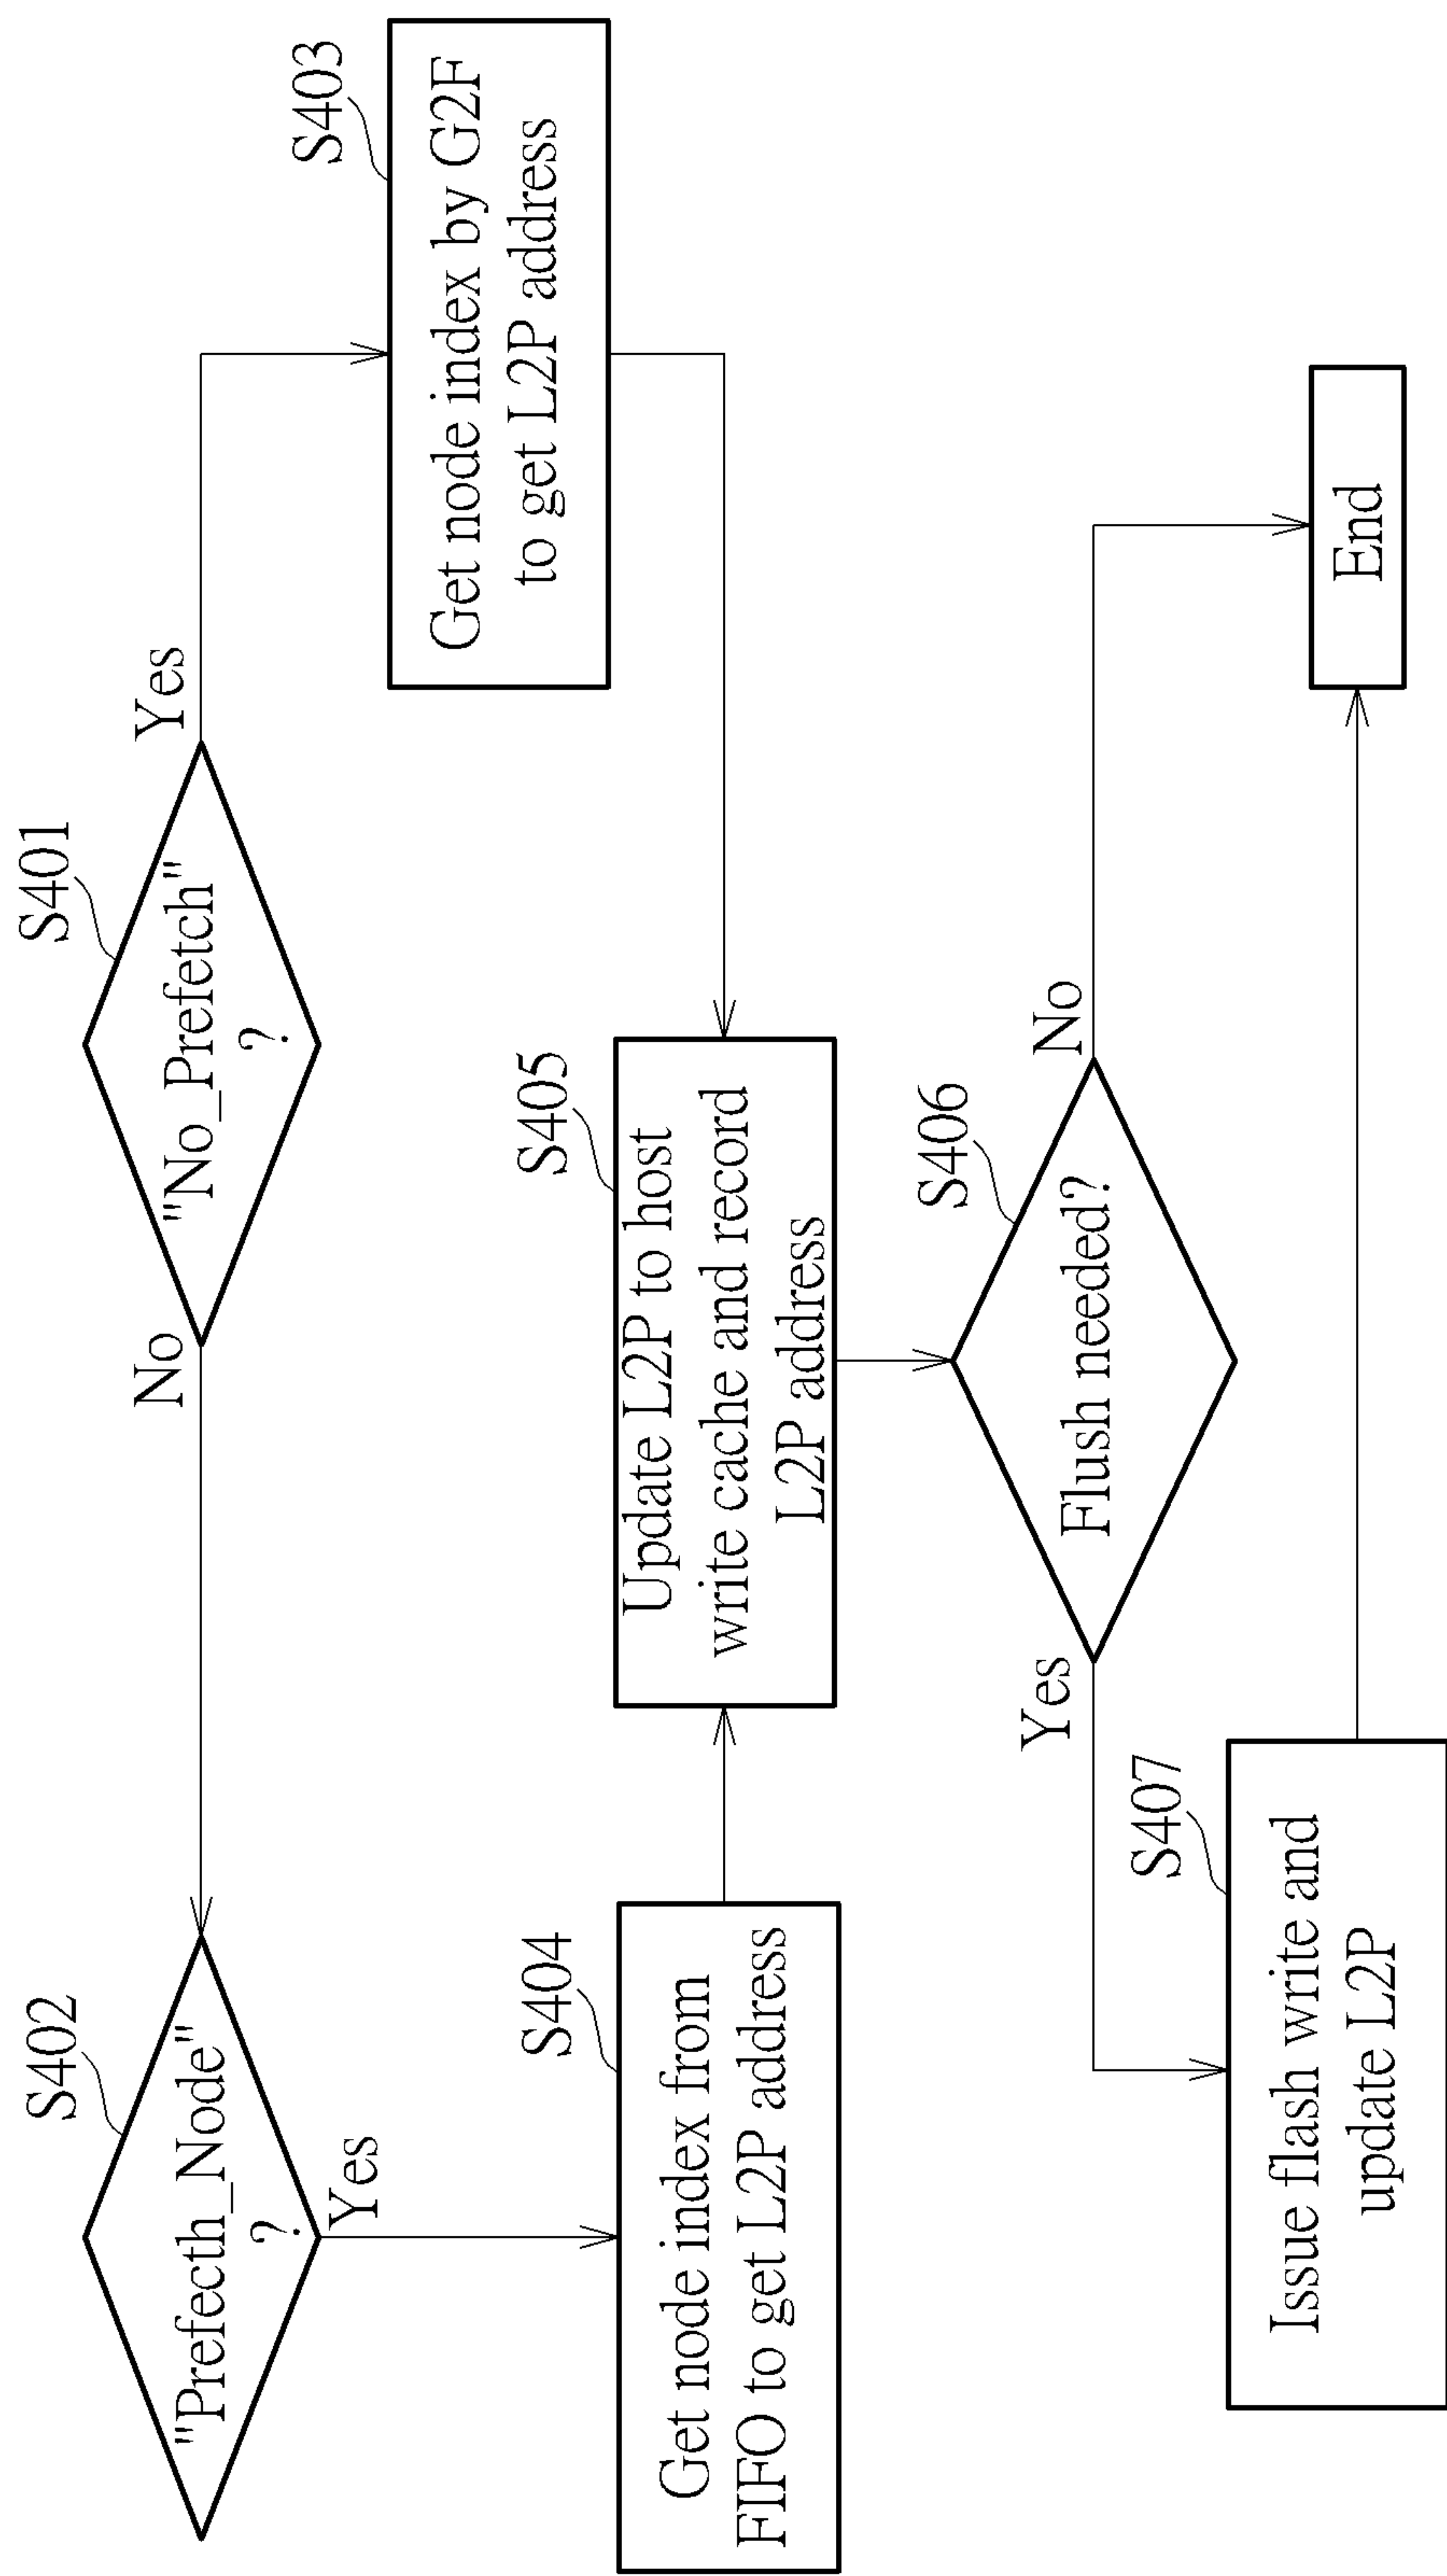 S401
"No_Prefetch"
?
No
Yes
S402
"Prefecth_Node"
?
Yes
S403
Get node index by G2F
to get L2P address
S404
Get node index from
FIFO to get L2P address
S405
Update L2P to host
write cache and record
L2P address
S406
Flush needed?
Yes
No
S407
Issue flash write and
update L2P
End